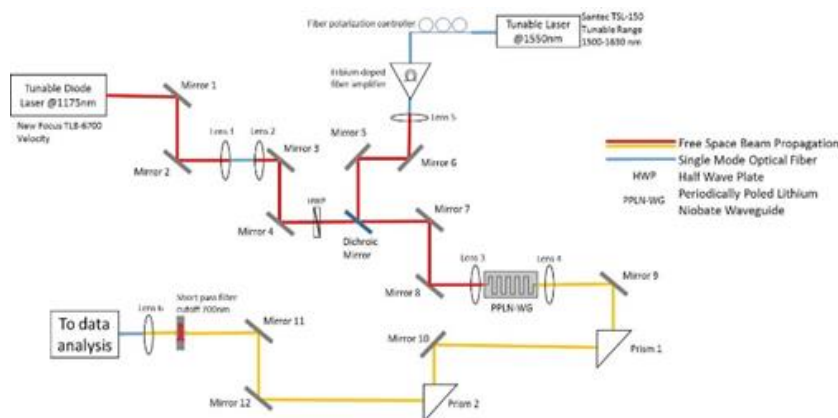 Fiber polarization controller
Tunable Laser
@1550nm
Santec TSL-150
Tunable Range
1500-1630 nm
Erbium doped
fiber amplifier
Ω
Tunable Diode
Laser @1175nm
New Focus TLB-6700
Velocity
Mirror 1
Mirror 2
Lens 1
Lens 2
Mirror 3
Mirror 4
HWP
Mirror 5
Mirror 6
Lens 5
Dichroic
Mirror
Mirror 7
Mirror 8
Lens 3
PPLN-WG
Lens 4
Mirror 9
Free Space Beam Propagation
Single Mode Optical Fiber
HWP Half Wave Plate
PPLN-WG Periodically Poled Lithium
Niobate Waveguide
To data
analysis
Lens 6
Short pass filter
cutoff 700nm
Mirror 11
Mirror 12
Mirror 10
Prism 2
Prism 1